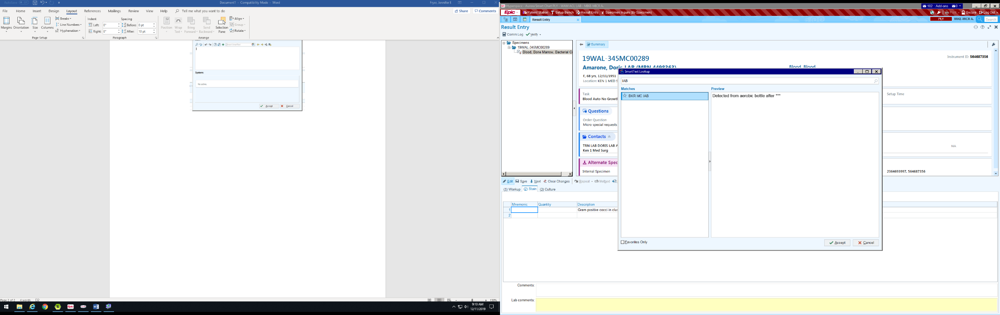 AutoSave Off
Document1 - Compatibility Mode - Word
Fryer, Jennifer E
File Home Insert Design Layout References Mailings Review View Help Tell me what you want to do
Share Comments
Margins Orientation Size Columns
Breaks
Line Numbers
Hyphenation
Page Setup
Indent Spacing
Left: 0" Before: 0 pt
Right: 0" After: 10 pt
Paragraph
Position Wrap Text Bring Forward Send Backward Selection Pane
Align
Group
Rotate
Arrange
Insert SmartText
System:
No active.
Accept Cancel
Page 2 of 2 4 words
130%
9:10 AM
12/11/2019
Hyperspace - Aurora Smart Chart PLY - WAM ACL LAB - MIKE-MICR A.
102 : Add-ons 0
Epic Patient Station Setup Bench Result Entry Specimen Inquiry (By Specimen)
Print Secure Log Out
Result Entry
PLY MIKE-MICR A. Search
Result Entry
Comm Log Verify
Specimens
19WAL-345MC00289
Blood, Bone Marrow, Bacterial C
Summary
19WAL-345MC00289
Instrument ID: 564687356
Amarone, Doris LAB (MRN 4498363)
Blood, Blood
F, 68 yrs, 12/11/1951
Location: KEN 1 MED S
Task
Blood Auto No Growt
Setup Time
Questions
Order Question
Micro special requests
Contacts
TRN LAB DORIS LAB A
Ken 1 Med Surg
N/A
Alternate Spec
Internal Specimen
2364693997, 564687356
SmartText Lookup
IAB
Matches
BKR MC IAB
Preview
Detected from aerobic bottle after ***
Favorites Only
Accept Cancel
Edit Save Next Clear Changes Repeat Method
(1) Workup (2) Stain (3) Culture
Mnemonic Quantity Description
1 Gram positive cocci in clus
2
Comments:
Lab comments: